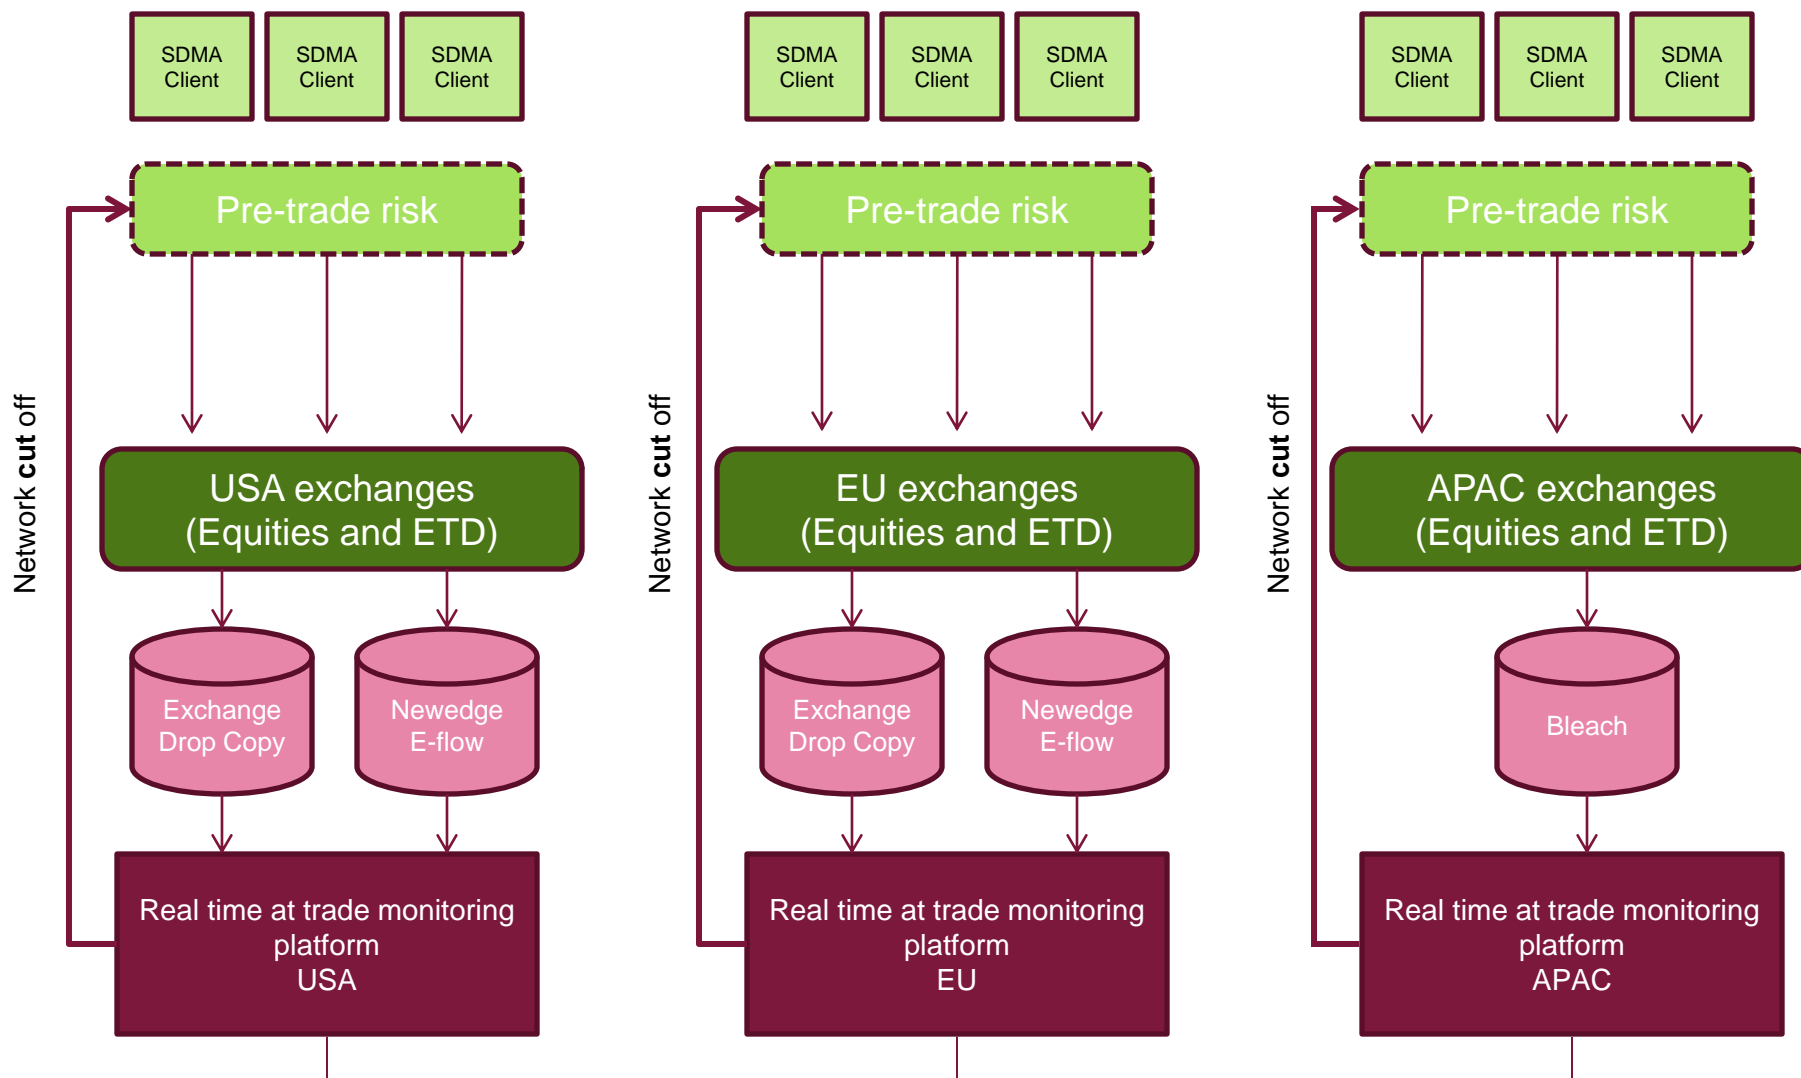 SDMA
Client
SDMA
Client
SDMA
Client
SDMA
Client
SDMA
Client
SDMA
Client
SDMA
Client
SDMA
Client
SDMA
Client
Pre-trade risk
Pre-trade risk
Pre-trade risk
Network cut off
Network cut off
Network cut off
USA exchanges
(Equities and ETD)
EU exchanges
(Equities and ETD)
APAC exchanges
(Equities and ETD)
Exchange
Drop Copy
Newedge
E-flow
Exchange
Drop Copy
Newedge
E-flow
Bleach
Real time at trade monitoring
platform
USA
Real time at trade monitoring
platform
EU
Real time at trade monitoring
platform
APAC